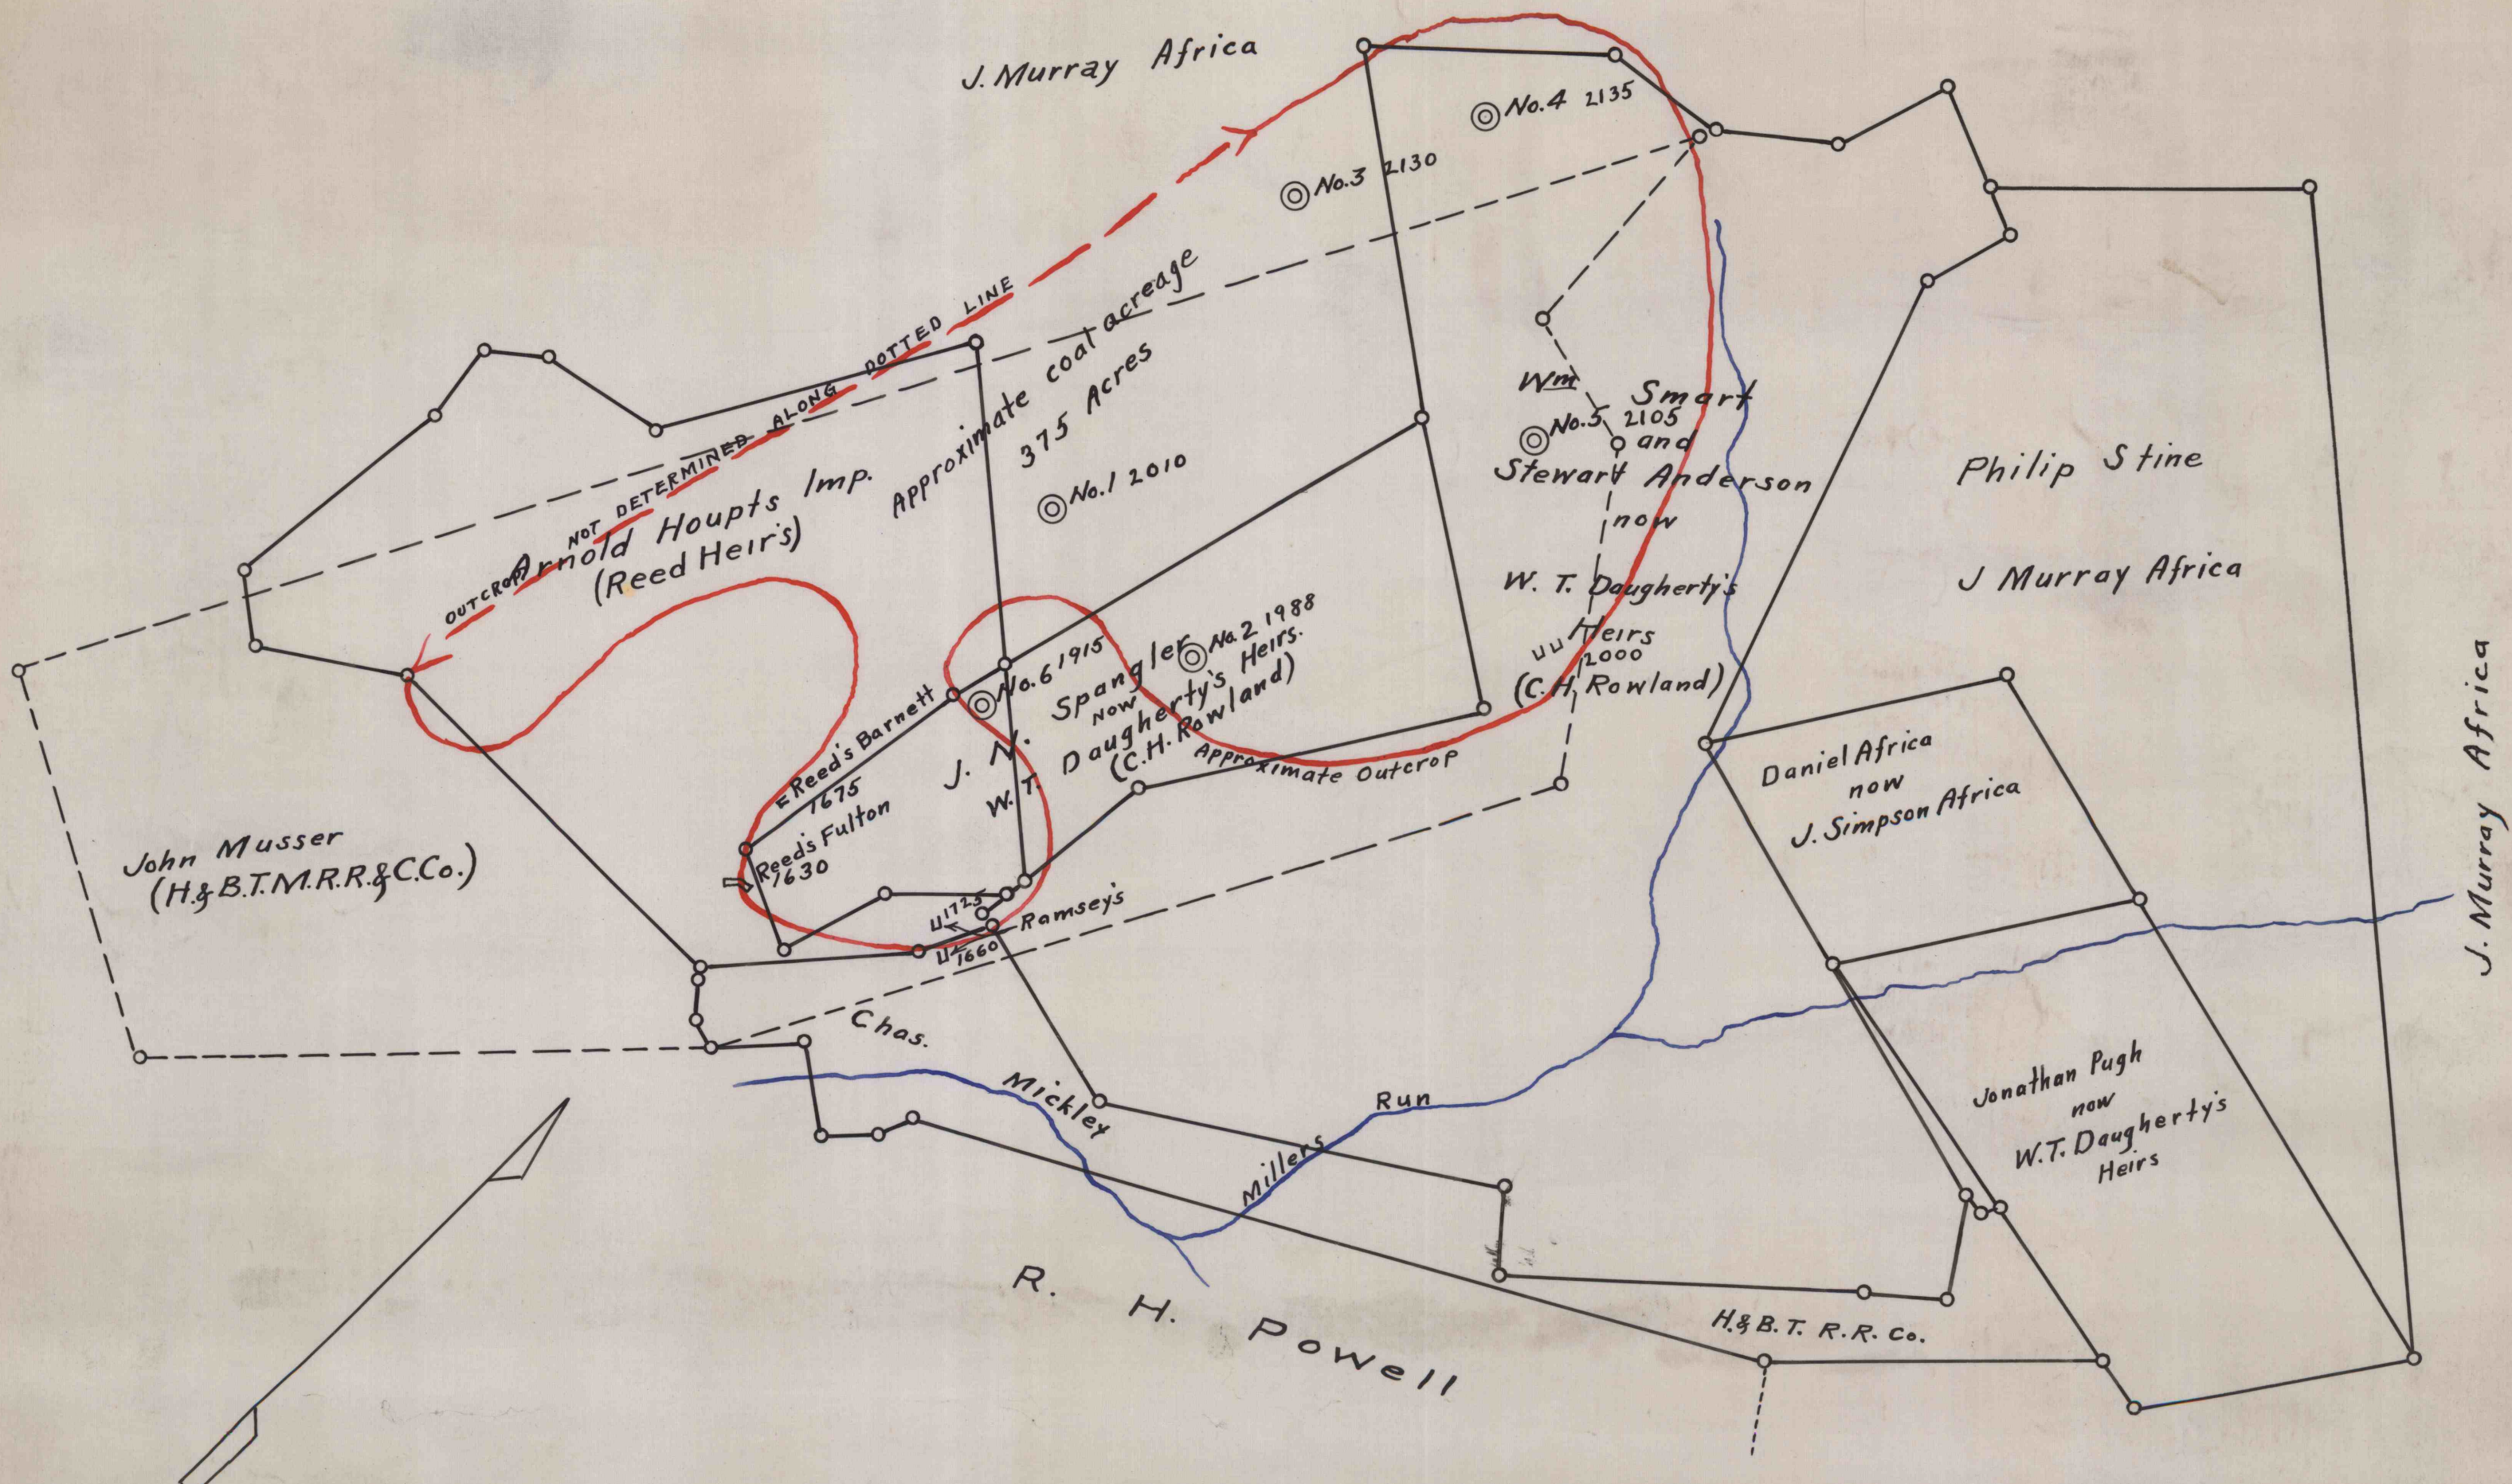 J. Murray Africa
No.4 2135
No.3 2130
OUTCROP NOT DETERMINED ALONG DOTTED LINE
Approximate coal acreage
375 Acres
Arnold Houpts Imp.
(Reed Heir's)
No.1 2010
Wm Smart
No.5 2105
and
Stewart Anderson
now
W. T. Daugherty's
Heirs
2000
(C.H. Rowland)
Philip Stine
J Murray Africa
J. Murray Africa
No.6 1915
No.2 1988
J. N. Spangler
now
W. T. Daugherty's Heirs.
(C.H. Rowland)
Approximate Outcrop
Reed's Barnett
1675
Reed's Fulton
1630
1725
Ramsey's
1660
John Musser
(H.& B.T.M.R.R.& C.Co.)
Daniel Africa
now
J. Simpson Africa
Chas.
Mickley
Millers Run
Jonathan Pugh
now
W.T. Daugherty's
Heirs
R. H. Powell
H.& B.T. R.R. Co.